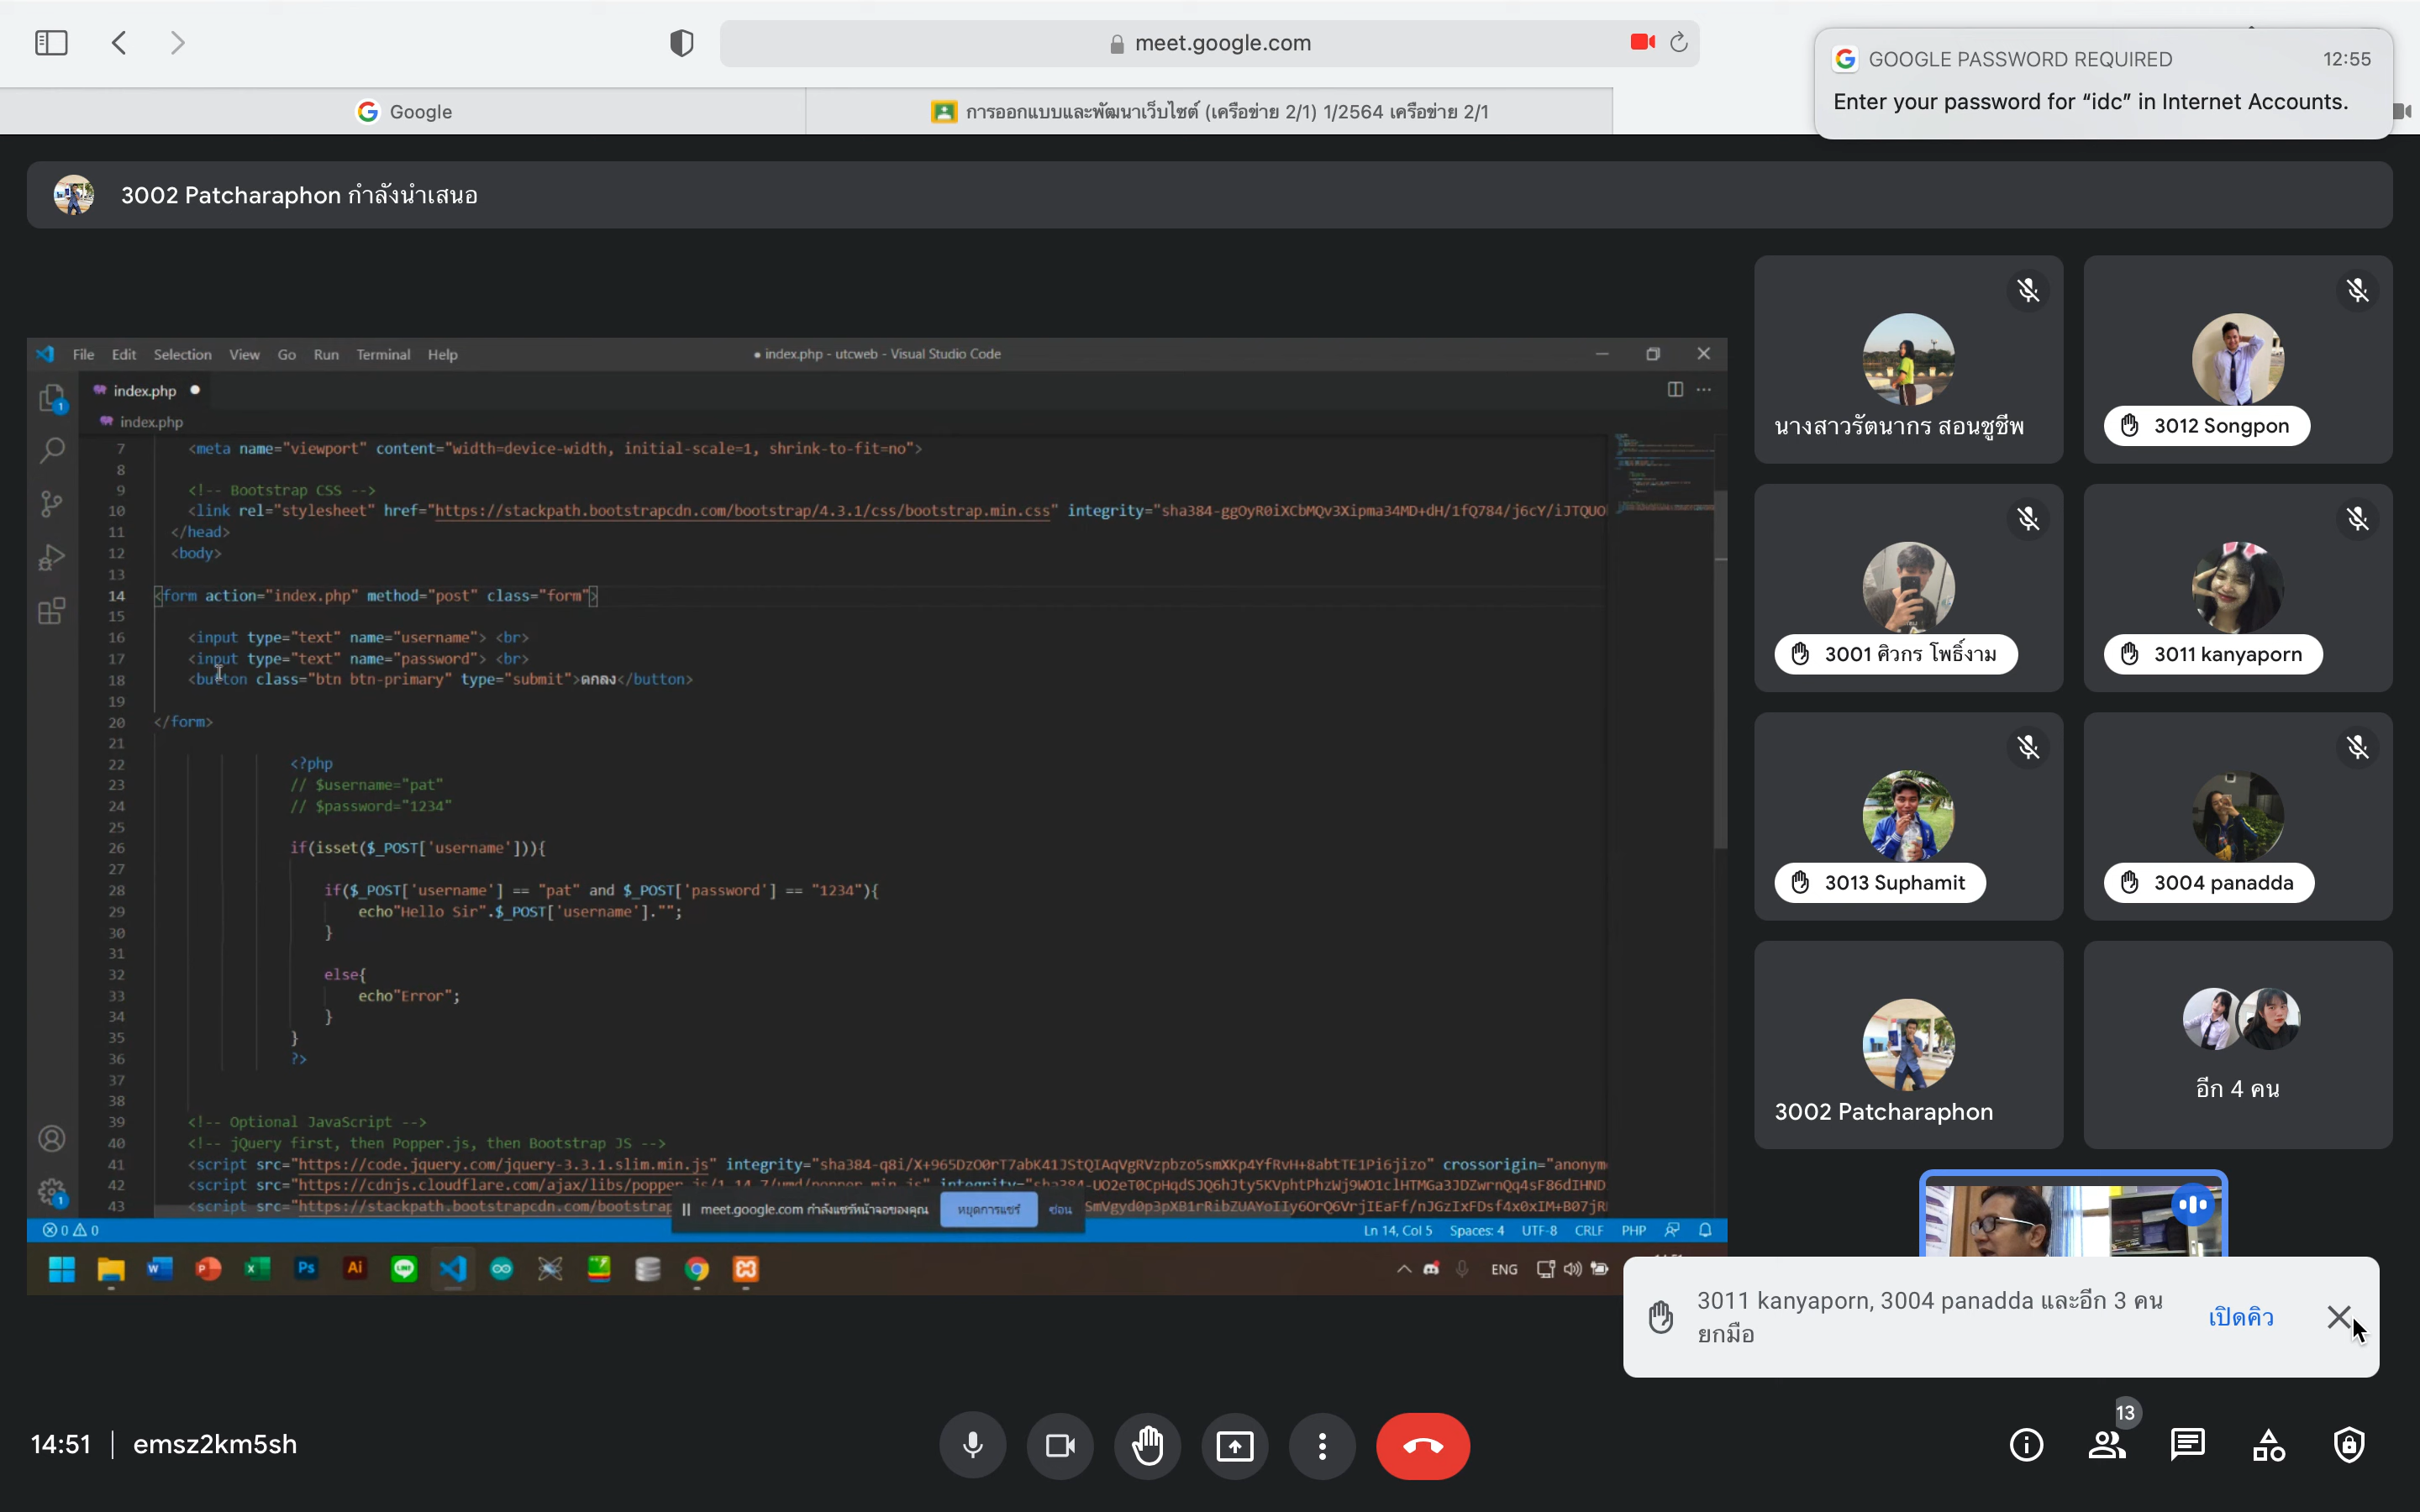 meet.google.com
GOOGLE PASSWORD REQUIRED 12:55
Enter your password for “idc” in Internet Accounts.
Google
การออกแบบและพัฒนาเว็บไซต์ (เครือข่าย 2/1) 1/2564 เครือข่าย 2/1
3002 Patcharaphon กำลังนำเสนอ
File Edit Selection View Go Run Terminal Help
● index.php - utcweb - Visual Studio Code
index.php ●
index.php
7 <meta name="viewport" content="width=device-width, initial-scale=1, shrink-to-fit=no">
8
9 <!-- Bootstrap CSS -->
10 <link rel="stylesheet" href="https://stackpath.bootstrapcdn.com/bootstrap/4.3.1/css/bootstrap.min.css" integrity="sha384-ggOyR0iXCbMQv3Xipma34MD+dH/1fQ784/j6cY/iJTQUO
11 </head>
12 <body>
13
14 <form action="index.php" method="post" class="form">
15
16 <input type="text" name="username"> <br>
17 <input type="text" name="password"> <br>
18 <button class="btn btn-primary" type="submit">ตกลง</button>
19
20 </form>
21
22 <?php
23 // $username="pat"
24 // $password="1234"
25
26 if(isset($_POST['username'])){
27
28 if($_POST['username'] == "pat" and $_POST['password'] == "1234"){
29 echo"Hello Sir".$_POST['username']."";
30 }
31
32 else{
33 echo"Error";
34 }
35 }
36 ?>
37
38
39 <!-- Optional JavaScript -->
40 <!-- jQuery first, then Popper.js, then Bootstrap JS -->
41 <script src="https://code.jquery.com/jquery-3.3.1.slim.min.js" integrity="sha384-q8i/X+965DzO0rT7abK41JStQIAqVgRVzpbzo5smXKp4YfRvH+8abtTE1Pi6jizo" crossorigin="anonym
42 <script src="https://cdnjs.cloudflare.com/ajax/libs/popper.js/1.14.7/umd/popper.min.js" integrity="sha384-UO2eT0CpHqdSJQ6hJty5KVphtPhzWj9WO1clHTMGa3JDZwrnQq4sF86dIHND
43 <script src="https://stackpath.bootstrapcdn.com/bootstrap
SmVgyd0p3pXB1rRibZUAYoIIy6OrQ6VrjIEaFf/nJGzIxFDsf4x0xIM+B07jR
meet.google.com กำลังแชร์หน้าจอของคุณ หยุดการแชร์ ซ่อน
0 0 Ln 14, Col 5 Spaces: 4 UTF-8 CRLF PHP
ENG
นางสาวรัตนากร สอนชูชีพ
3012 Songpon
3001 ศิวกร โพธิ์งาม
3011 kanyaporn
3013 Suphamit
3004 panadda
3002 Patcharaphon
อีก 4 คน
3011 kanyaporn, 3004 panadda และอีก 3 คน
ยกมือ
เปิดคิว
14:51 | emsz2km5sh
13